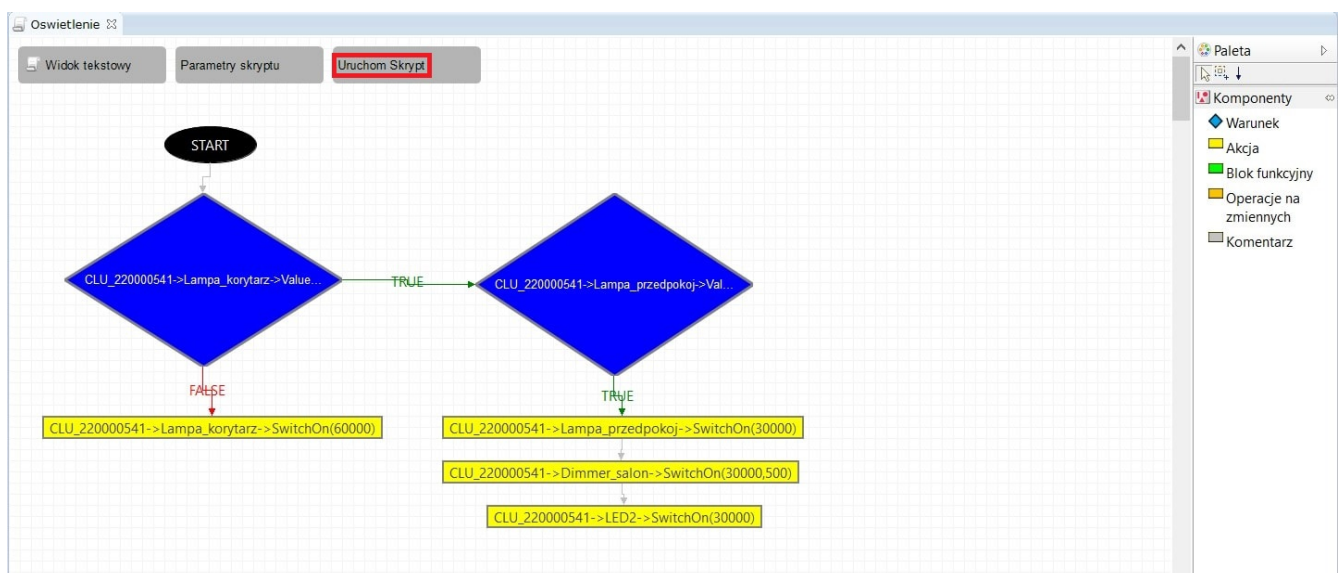 Oswietlenie
Widok tekstowy
Parametry skryptu
Uruchom Skrypt
START
CLU_220000541->Lampa_korytarz->Value...
TRUE
CLU_220000541->Lampa_przedpokoj->Val...
FALSE
TRUE
CLU_220000541->Lampa_korytarz->SwitchOn(60000)
CLU_220000541->Lampa_przedpokoj->SwitchOn(30000)
CLU_220000541->Dimmer_salon->SwitchOn(30000,500)
CLU_220000541->LED2->SwitchOn(30000)
Paleta
Komponenty
Warunek
Akcja
Blok funkcyjny
Operacje na
zmiennych
Komentarz